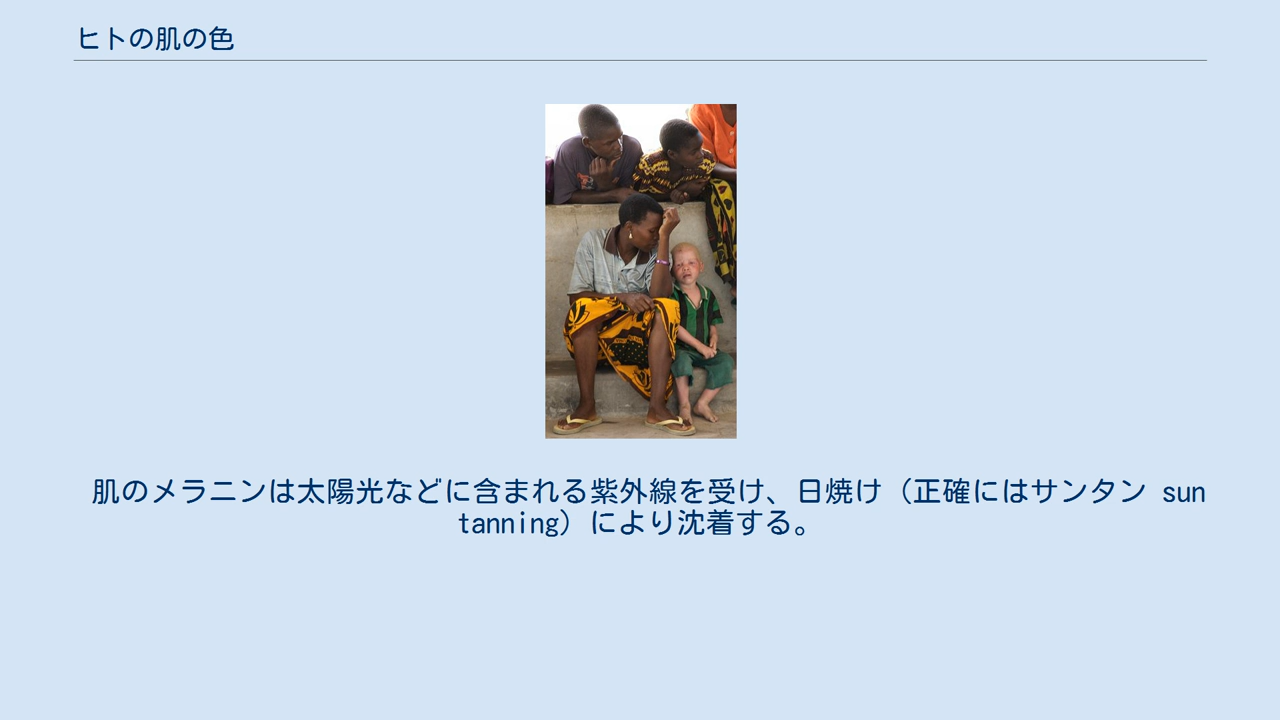 ヒトの肌の色
肌のメラニンは太陽光などに含まれる紫外線を受け、日焼け（正確にはサンタン sun
tanning）により沈着する。